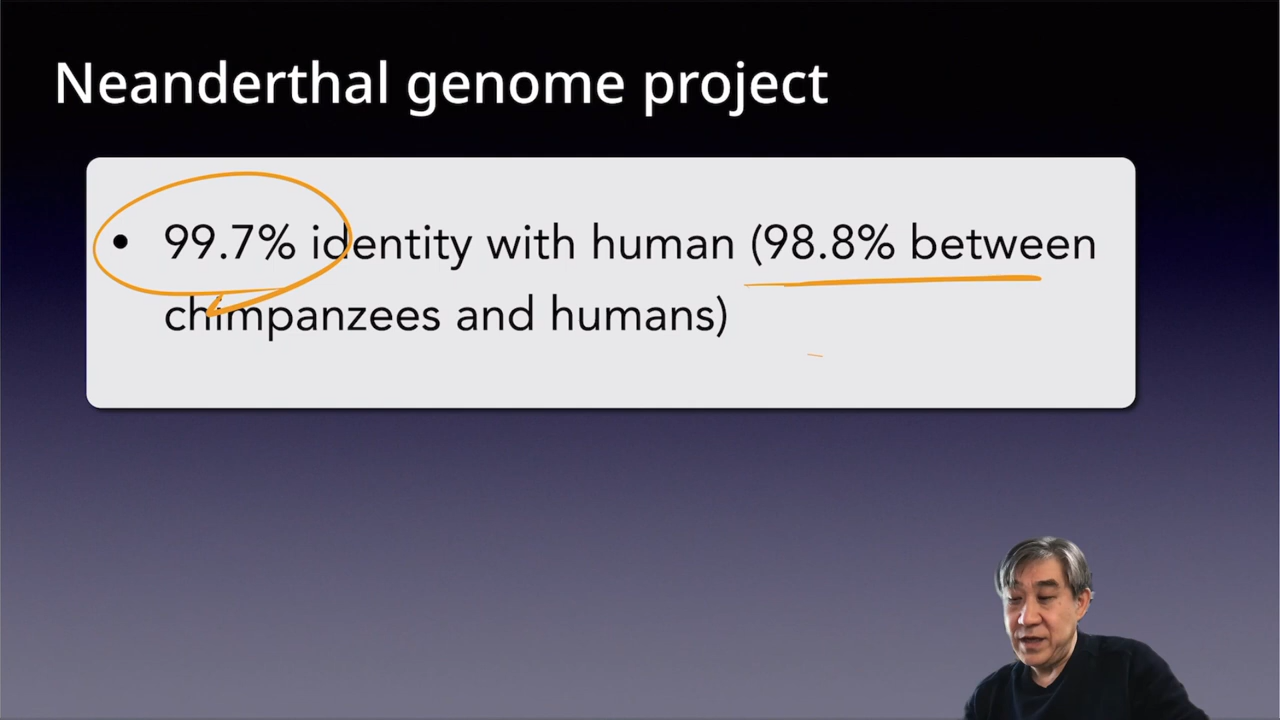 Neanderthal genome project
• 99.7% identity with human (98.8% between
chimpanzees and humans)